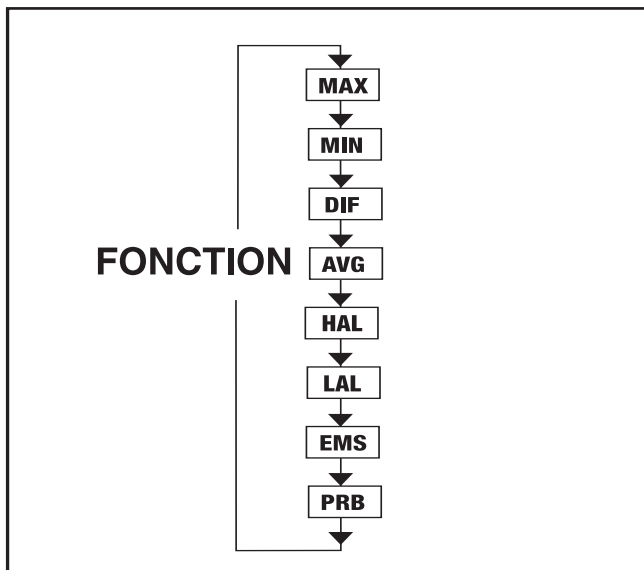 MAX
MIN
DIF
FONCTION
AVG
HAL
LAL
EMS
PRB